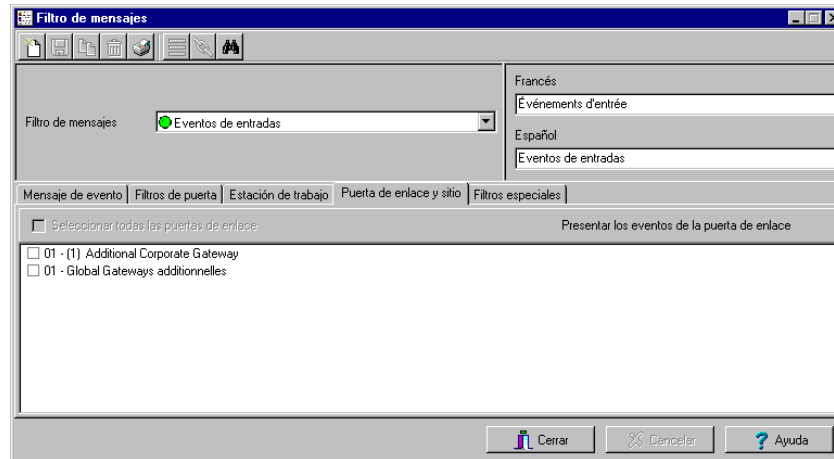 Filtro de mensajes
Francés
Événements d'entrée
Filtro de mensajes
Eventos de entradas
Español
Eventos de entradas
Mensaje de evento Filtros de puerta Estación de trabajo Puerta de enlace y sitio Filtros especiales
Seleccionar todas las puertas de enlace Presentar los eventos de la puerta de enlace
01 - (1) Additional Corporate Gateway
01 - Global Gateways additionnelles
Cerrar Cancelar Ayuda